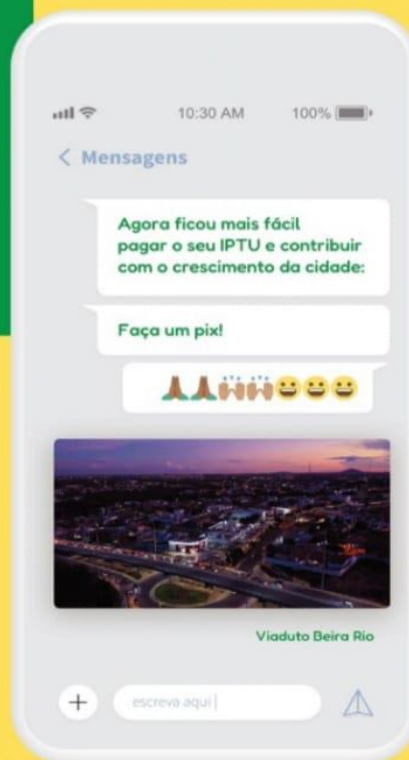 10:30 AM
100%
< Mensagens
Agora ficou mais fácil
pagar o seu IPTU e contribuir
com o crescimento da cidade:
Faça um pix!
🙏🏽🙏🏽🙌🏽🙌🏽😀😀😀
Viaduto Beira Rio
+
escreva aqui |